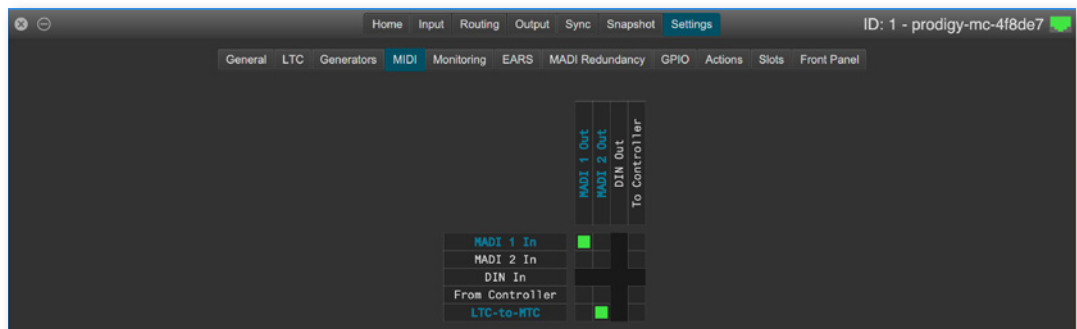 Home Input Routing Output Sync Snapshot Settings ID: 1 - prodigy-mc-4f8de7
General LTC Generators MIDI Monitoring EARS MADI Redundancy GPIO Actions Slots Front Panel
MADI 1 Out
MADI 2 Out
DIN Out
To Controller
MADI 1 In
MADI 2 In
DIN In
From Controller
LTC-to-MTC